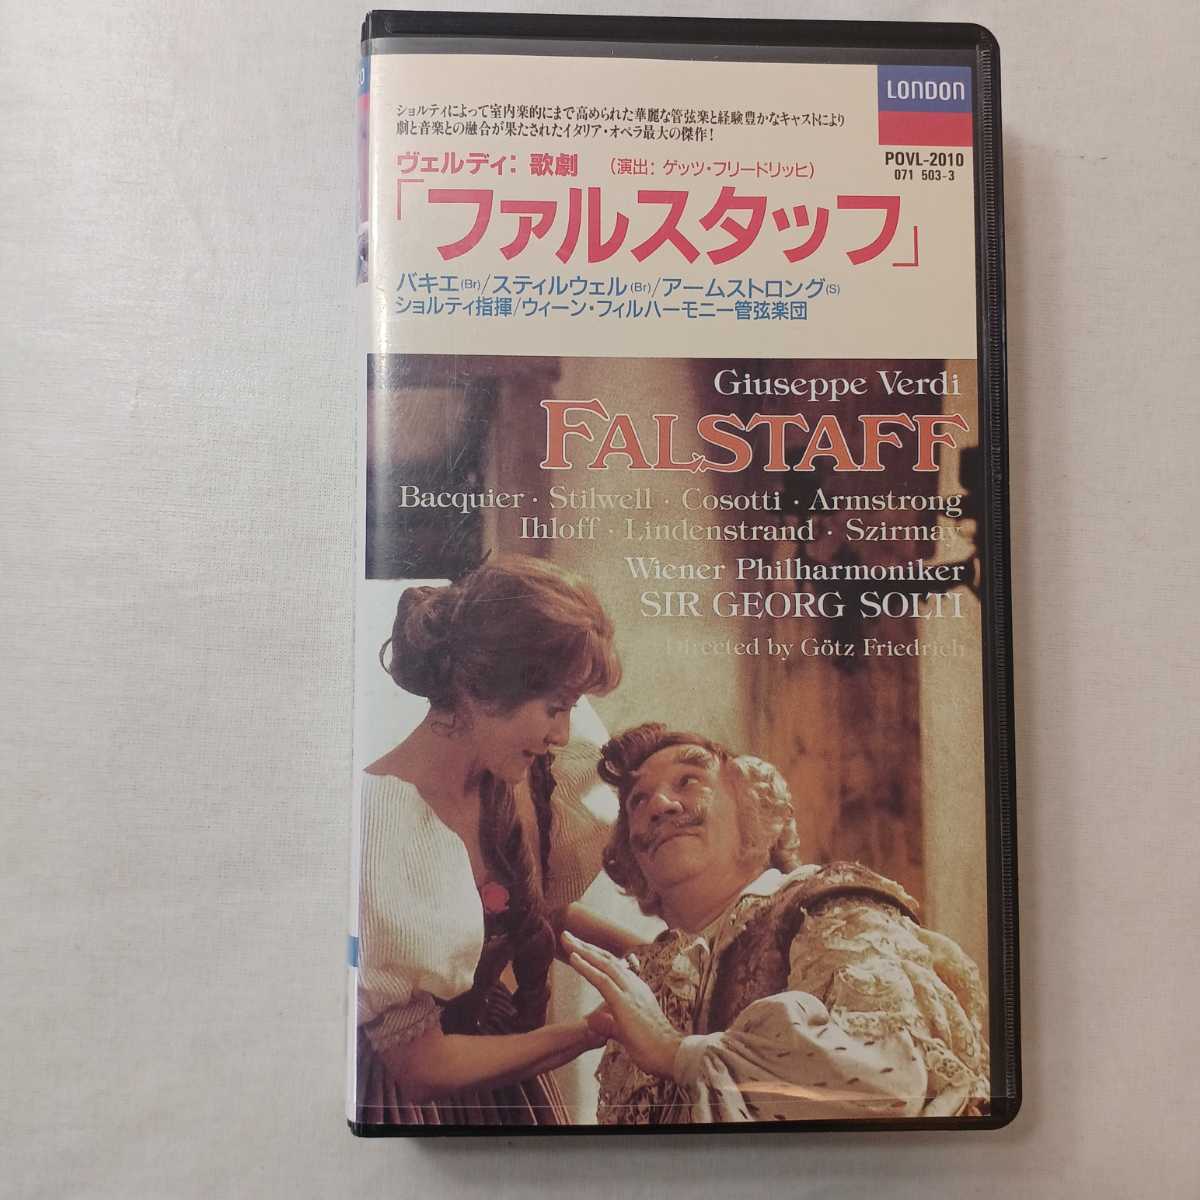 LONDON
POVL-2010
071 503-3
ショルティによって室内楽的にまで高められた華麗な管弦楽と経験豊かなキャストにより
劇と音楽との融合が果たされたイタリア・オペラ最大の傑作!
ヴェルディ: 歌劇 (演出: ゲッツ・フリードリッヒ)
「ファルスタッフ」
バキエ(Br)/スティルウェル(Br)/アームストロング(S)
ショルティ指揮/ウィーン・フィルハーモニー管弦楽団
Giuseppe Verdi
FALSTAFF
Bacquier · Stilwell · Cosotti · Armstrong
Ihloff · Lindenstrand · Szirmay
Wiener Philharmoniker
SIR GEORG SOLTI
Directed by Götz Friedrich